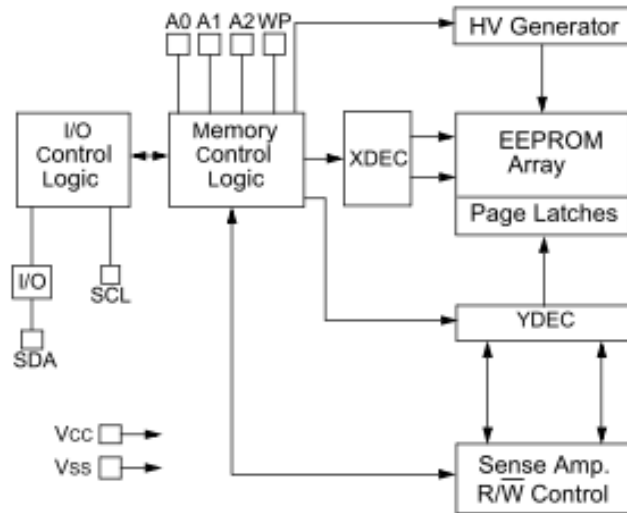 A0 A1 A2 WP
HV Generator
I/O
Control
Logic
Memory
Control
Logic
XDEC
EEPROM
Array
Page Latches
I/O
SCL
SDA
YDEC
Vcc
Vss
Sense Amp.
R/W̅ Control